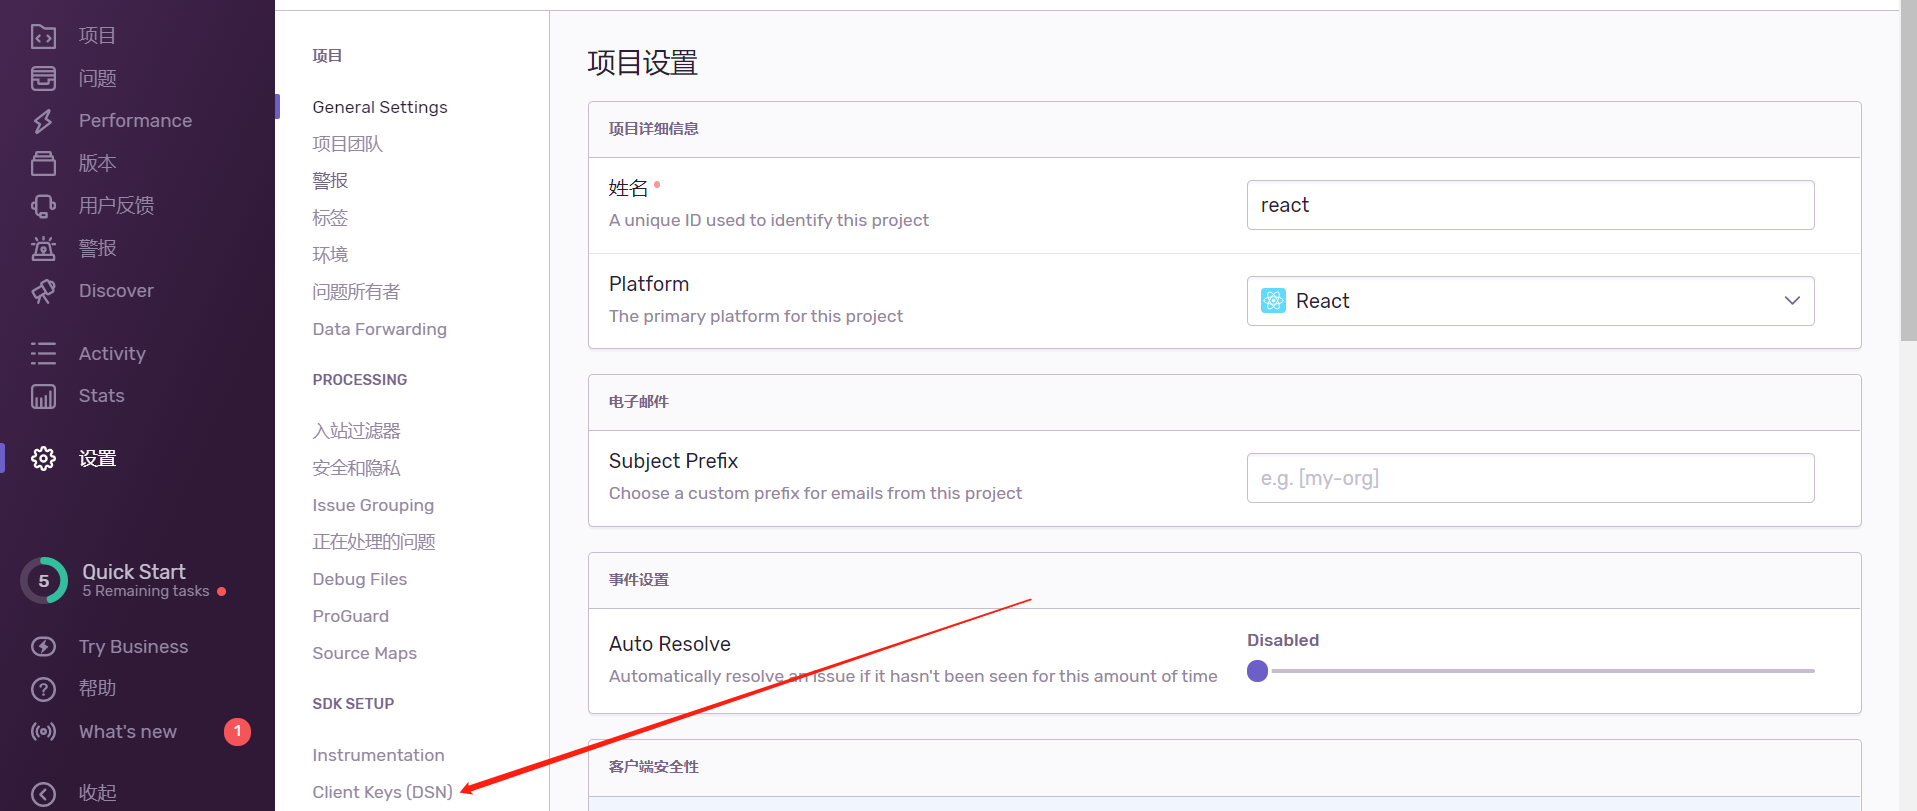 项目
问题
Performance
版本
用户反馈
警报
Discover
Activity
Stats
设置
5
Quick Start
5 Remaining tasks
Try Business
帮助
What's new
1
收起
项目
General Settings
项目团队
警报
标签
环境
问题所有者
Data Forwarding
PROCESSING
入站过滤器
安全和隐私
Issue Grouping
正在处理的问题
Debug Files
ProGuard
Source Maps
SDK SETUP
Instrumentation
Client Keys (DSN)
项目设置
项目详细信息
姓名
A unique ID used to identify this project
react
Platform
The primary platform for this project
React
电子邮件
Subject Prefix
Choose a custom prefix for emails from this project
e.g. [my-org]
事件设置
Auto Resolve
Automatically resolve an issue if it hasn't been seen for this amount of time
Disabled
客户端安全性